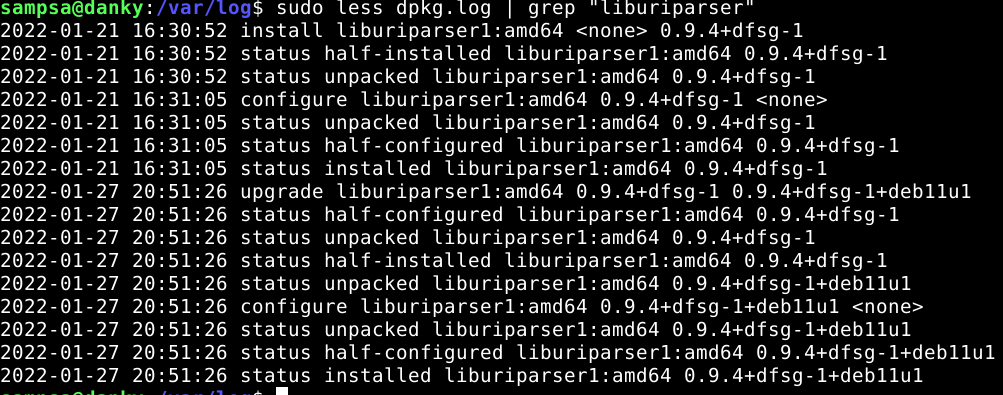 sampsa@danky:/var/log$ sudo less dpkg.log | grep "liburiparser"
2022-01-21 16:30:52 install liburiparser1:amd64 <none> 0.9.4+dfsg-1
2022-01-21 16:30:52 status half-installed liburiparser1:amd64 0.9.4+dfsg-1
2022-01-21 16:30:52 status unpacked liburiparser1:amd64 0.9.4+dfsg-1
2022-01-21 16:31:05 configure liburiparser1:amd64 0.9.4+dfsg-1 <none>
2022-01-21 16:31:05 status unpacked liburiparser1:amd64 0.9.4+dfsg-1
2022-01-21 16:31:05 status half-configured liburiparser1:amd64 0.9.4+dfsg-1
2022-01-21 16:31:05 status installed liburiparser1:amd64 0.9.4+dfsg-1
2022-01-27 20:51:26 upgrade liburiparser1:amd64 0.9.4+dfsg-1 0.9.4+dfsg-1+deb11u1
2022-01-27 20:51:26 status half-configured liburiparser1:amd64 0.9.4+dfsg-1
2022-01-27 20:51:26 status unpacked liburiparser1:amd64 0.9.4+dfsg-1
2022-01-27 20:51:26 status half-installed liburiparser1:amd64 0.9.4+dfsg-1
2022-01-27 20:51:26 status unpacked liburiparser1:amd64 0.9.4+dfsg-1+deb11u1
2022-01-27 20:51:26 configure liburiparser1:amd64 0.9.4+dfsg-1+deb11u1 <none>
2022-01-27 20:51:26 status unpacked liburiparser1:amd64 0.9.4+dfsg-1+deb11u1
2022-01-27 20:51:26 status half-configured liburiparser1:amd64 0.9.4+dfsg-1+deb11u1
2022-01-27 20:51:26 status installed liburiparser1:amd64 0.9.4+dfsg-1+deb11u1
sampsa@danky:/var/log$